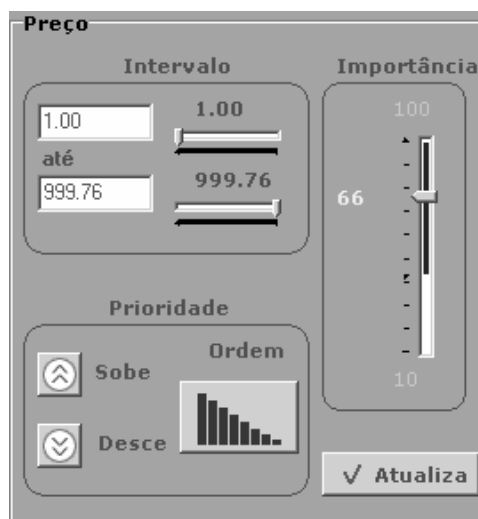 Preço
Intervalo
1.00
1.00
até
999.76
999.76
Importância
100
66
10
Prioridade
Sobe
Ordem
Desce
Atualiza